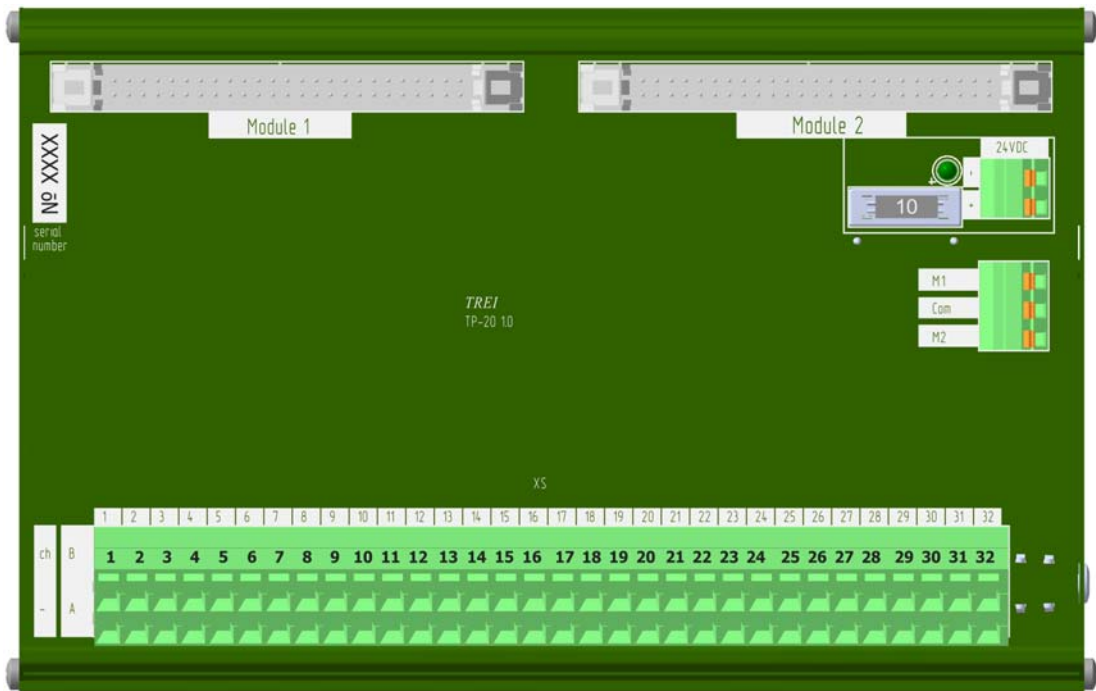 Module 1
Module 2
№ XXXX
serial
number
24VDC
-
+
+
10
M1
Com
M2
TREI
TP-20 1.0
XS
1 2 3 4 5 6 7 8 9 10 11 12 13 14 15 16 17 18 19 20 21 22 23 24 25 26 27 28 29 30 31 32
ch B
1 2 3 4 5 6 7 8 9 10 11 12 13 14 15 16 17 18 19 20 21 22 23 24 25 26 27 28 29 30 31 32
- A